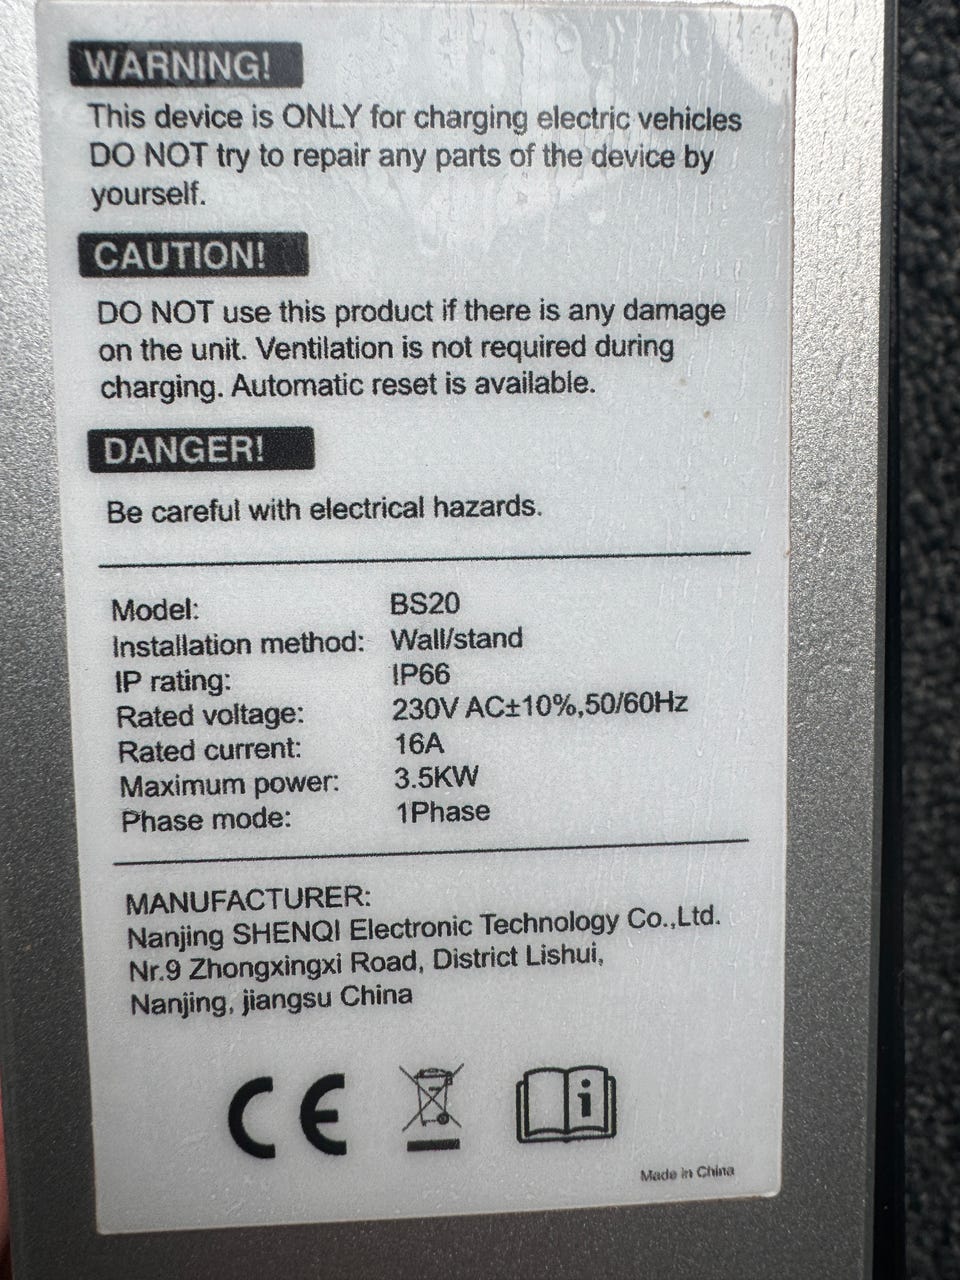 WARNING!
This device is ONLY for charging electric vehicles
DO NOT try to repair any parts of the device by
yourself.
CAUTION!
DO NOT use this product if there is any damage
on the unit. Ventilation is not required during
charging. Automatic reset is available.
DANGER!
Be careful with electrical hazards.
Model: BS20
Installation method: Wall/stand
IP rating: IP66
Rated voltage: 230V AC±10%,50/60Hz
Rated current: 16A
Maximum power: 3.5KW
Phase mode: 1Phase
MANUFACTURER:
Nanjing SHENQI Electronic Technology Co.,Ltd.
Nr.9 Zhongxingxi Road, District Lishui,
Nanjing, jiangsu China
CE
Made in China